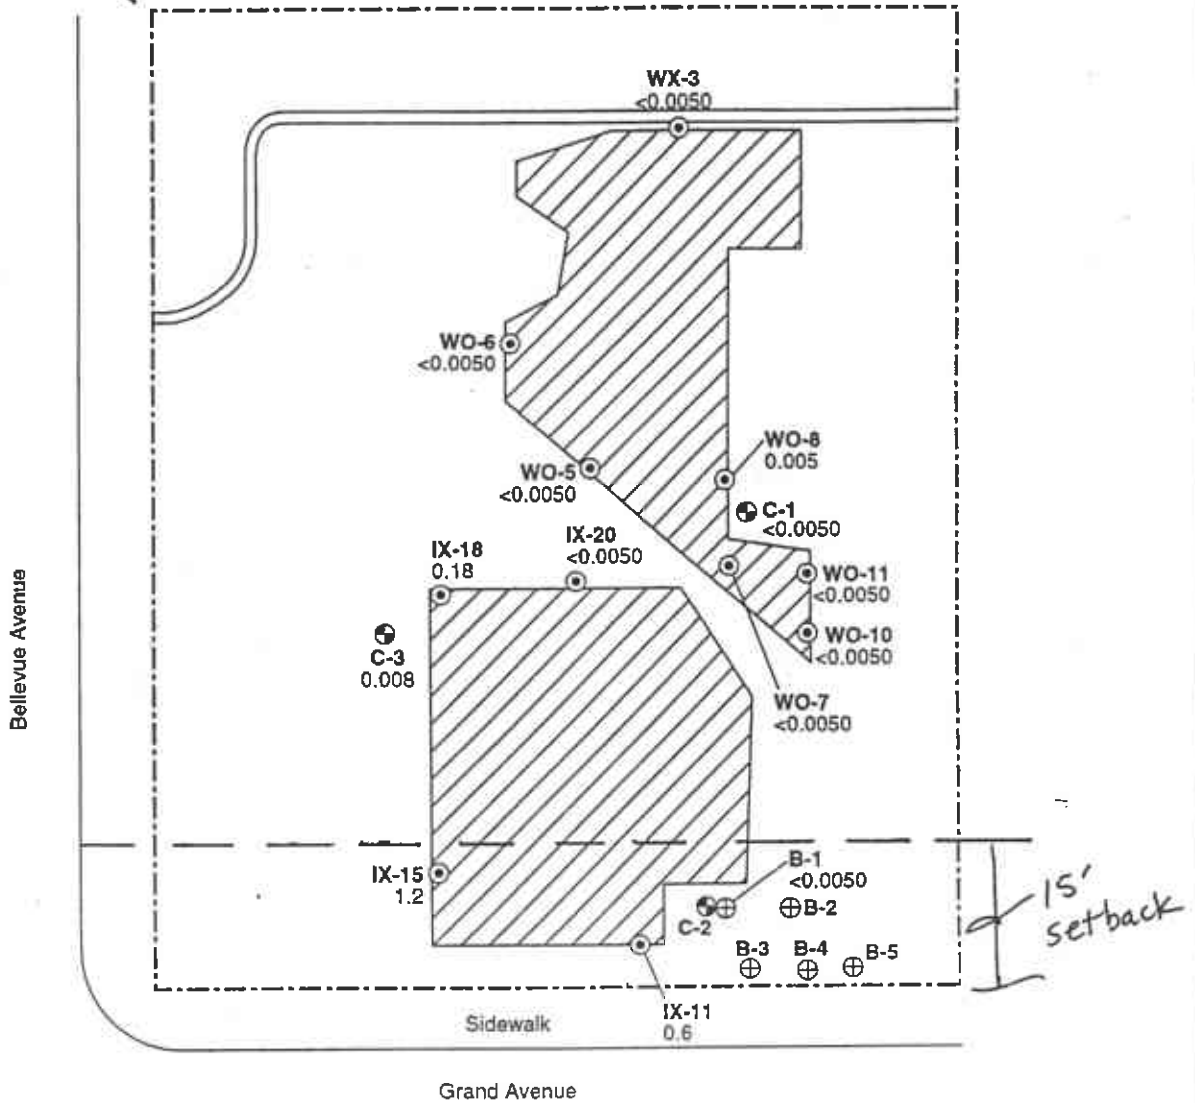 WX-3
<0.0050
WO-6
<0.0050
WO-8
0.005
WO-5
<0.0050
C-1
<0.0050
IX-20
<0.0050
IX-18
0.18
WO-11
<0.0050
C-3
0.008
WO-10
<0.0050
WO-7
<0.0050
Bellevue Avenue
B-1
<0.0050
IX-15
1.2
B-2
C-2
15'
setback
B-3
B-4
B-5
IX-11
0.6
Sidewalk
Grand Avenue